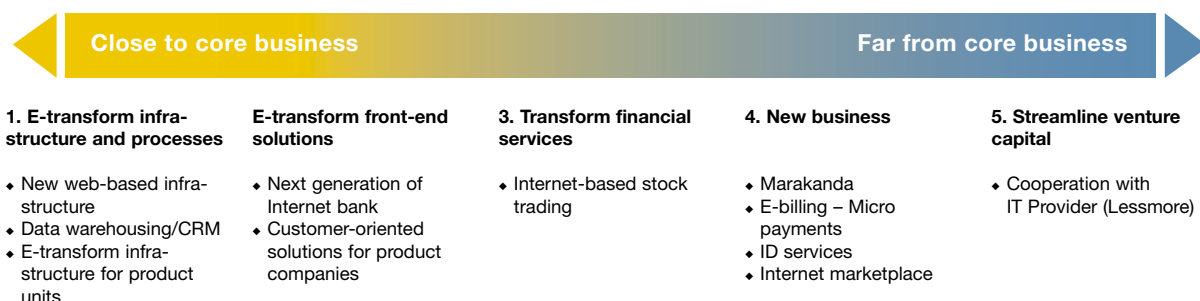 Close to core business
Far from core business
1. E-transform infra-
structure and processes
◆ New web-based infra-
structure
◆ Data warehousing/CRM
◆ E-transform infra-
structure for product
units
E-transform front-end
solutions
◆ Next generation of
Internet bank
◆ Customer-oriented
solutions for product
companies
3. Transform financial
services
◆ Internet-based stock
trading
4. New business
◆ Marakanda
◆ E-billing – Micro
payments
◆ ID services
◆ Internet marketplace
5. Streamline venture
capital
◆ Cooperation with
IT Provider (Lessmore)